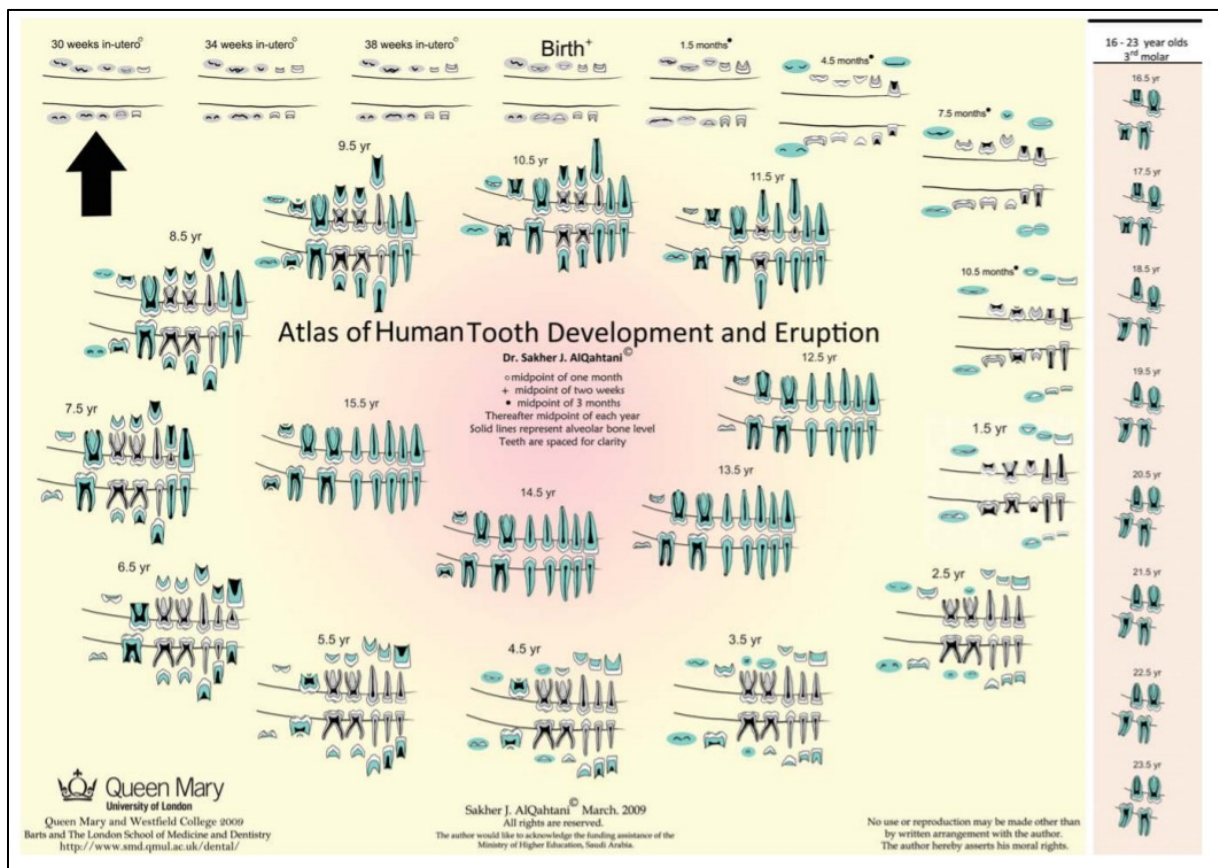 30 weeks in-utero○
34 weeks in-utero○
38 weeks in-utero○
Birth+
1.5 months●
4.5 months●
7.5 months●
9.5 yr
10.5 yr
11.5 yr
8.5 yr
10.5 months●
Atlas of Human Tooth Development and Eruption
Dr. Sakher J. AlQahtani©
○midpoint of one month
+ midpoint of two weeks
● midpoint of 3 months
Thereafter midpoint of each year
Solid lines represent alveolar bone level
Teeth are spaced for clarity
12.5 yr
7.5 yr
15.5 yr
1.5 yr
13.5 yr
14.5 yr
6.5 yr
2.5 yr
5.5 yr
4.5 yr
3.5 yr
Queen Mary
University of London
Queen Mary and Westfield College 2009
Barts and The London School of Medicine and Dentistry
http://www.smd.qmul.ac.uk/dental/
Sakher J. AlQahtani© March. 2009
All rights are reserved.
The author would like to acknowledge the funding assistance of the
Ministry of Higher Education, Saudi Arabia.
No use or reproduction may be made other than
by written arrangement with the author.
The author hereby asserts his moral rights.
16 - 23 year olds
3rd molar
16.5 yr
17.5 yr
18.5 yr
19.5 yr
20.5 yr
21.5 yr
22.5 yr
23.5 yr